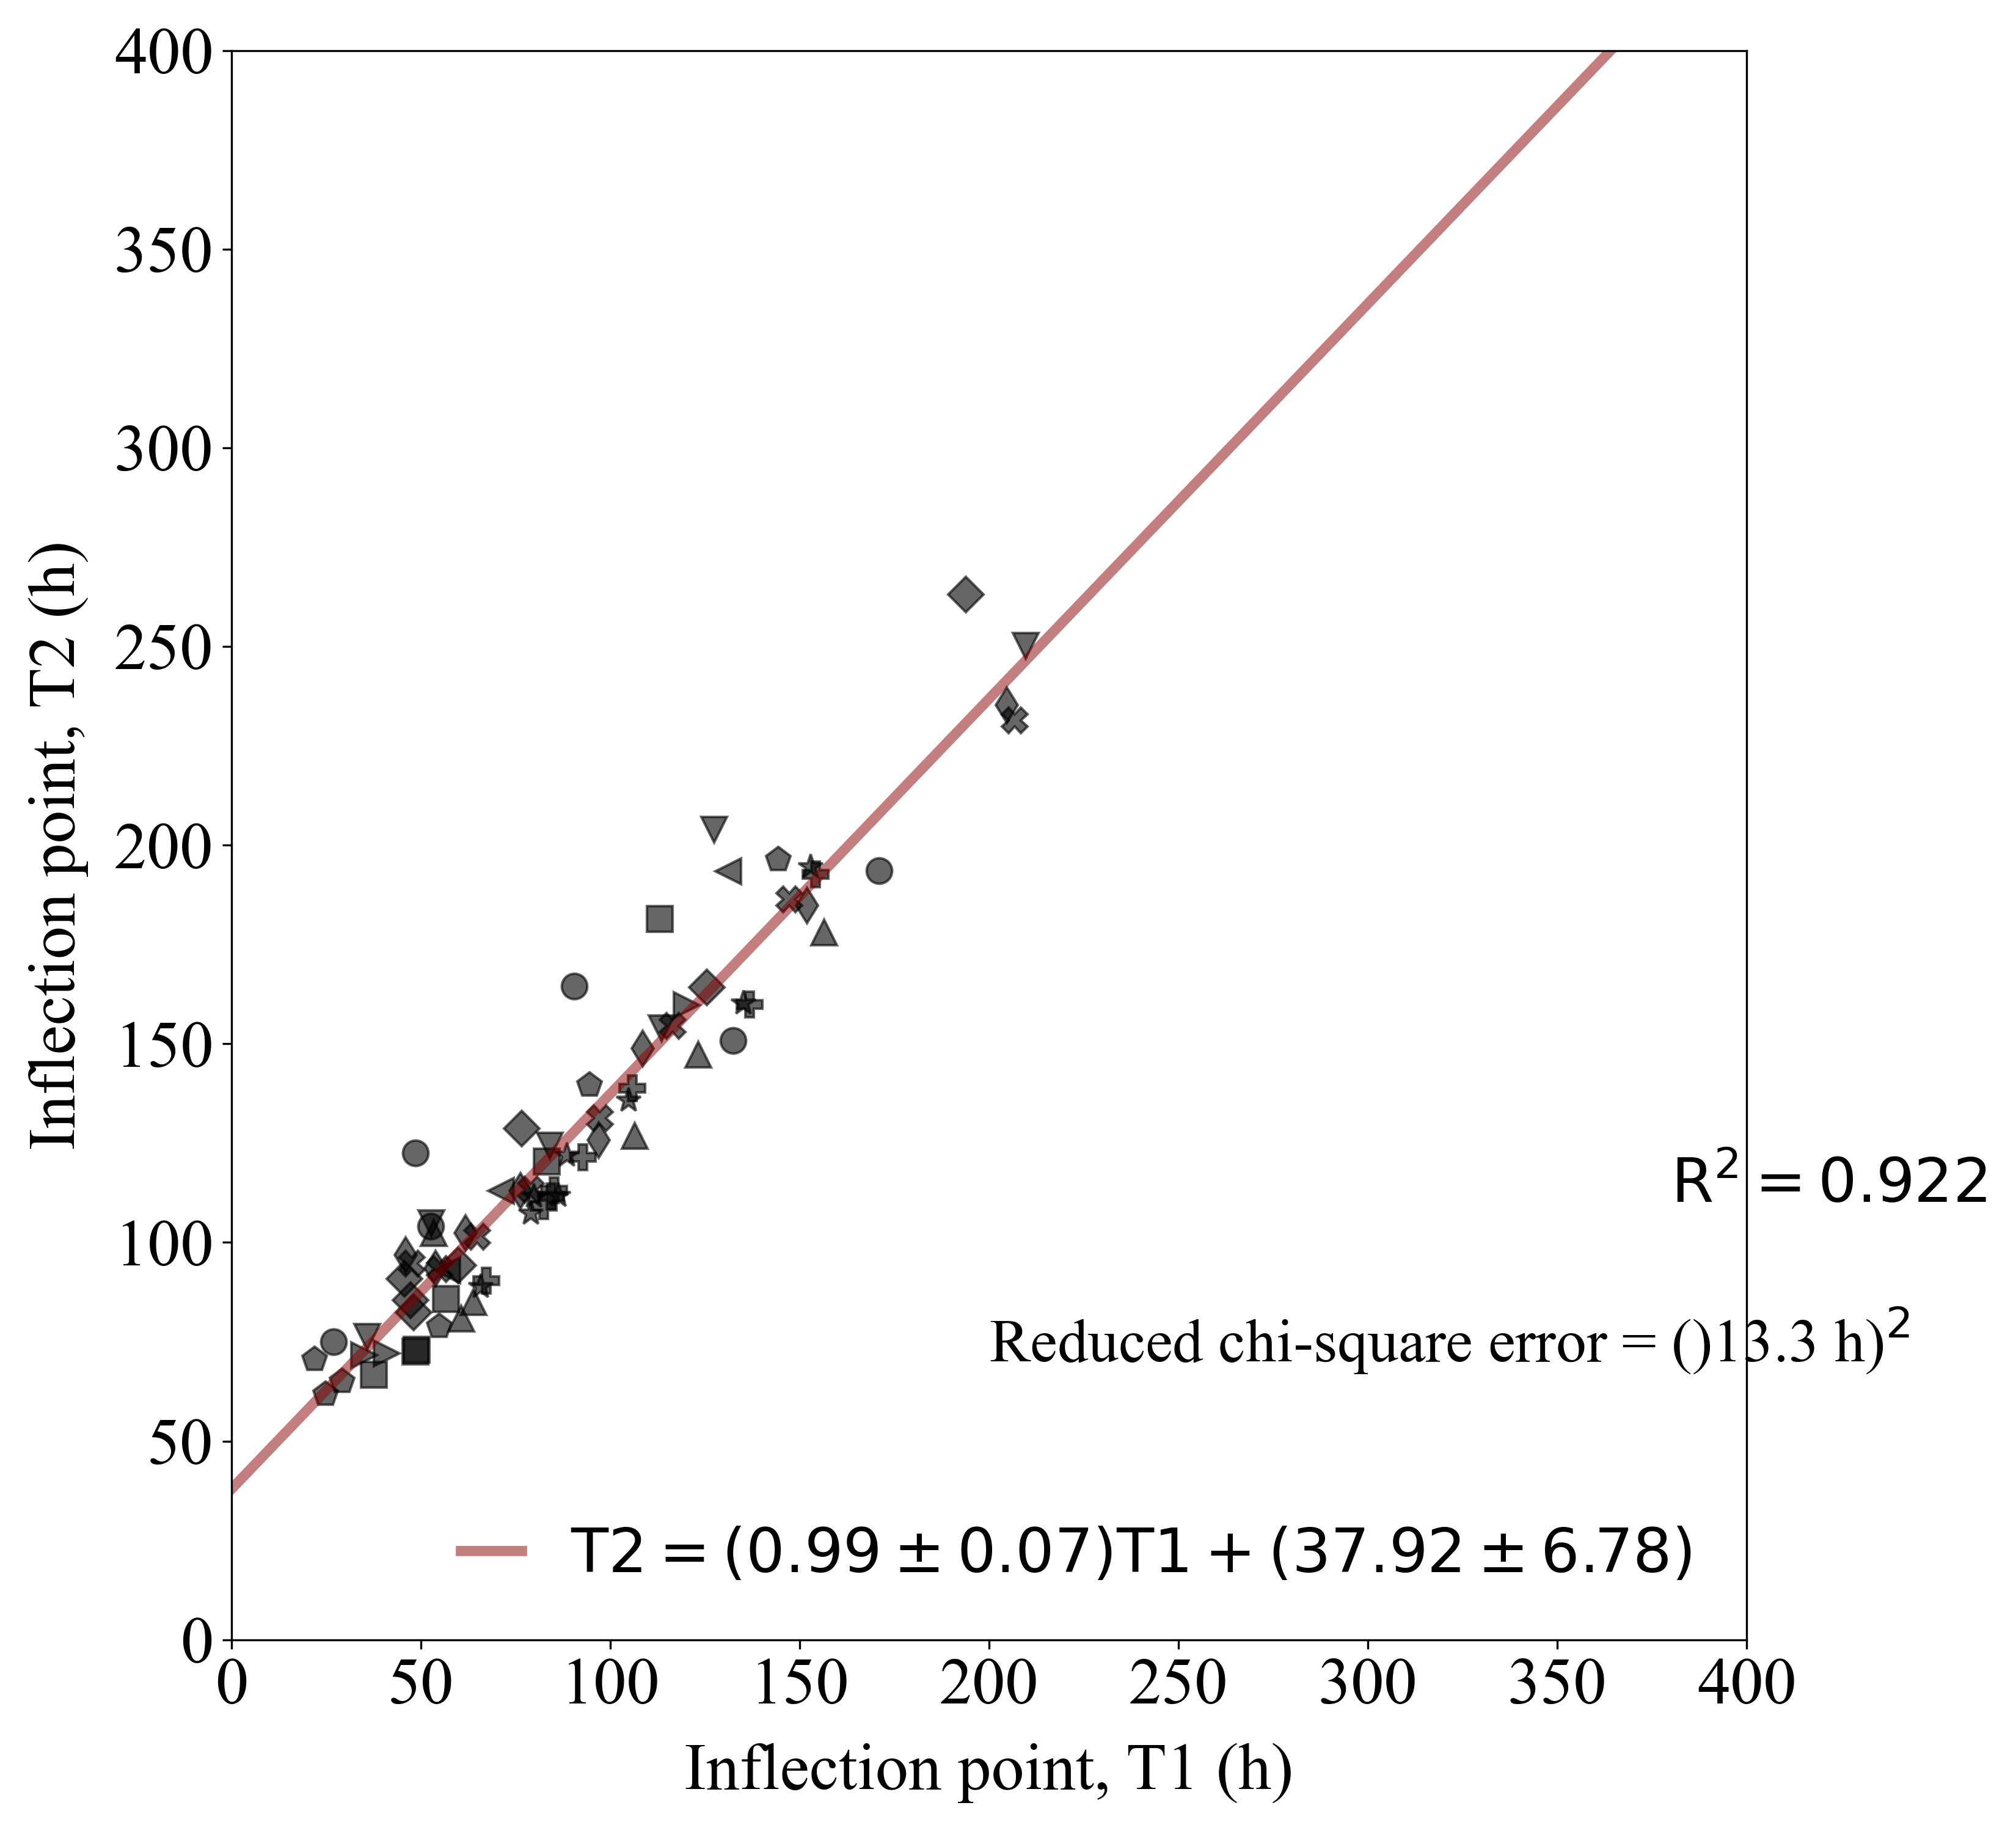 400
350
300
250
200
150
100
50
0
Inflection point, T2 (h)
R² = 0.922
Reduced chi-square error = ()13.3 h)²
T2 = (0.99 ± 0.07)T1 + (37.92 ± 6.78)
0 50 100 150 200 250 300 350 400
Inflection point, T1 (h)